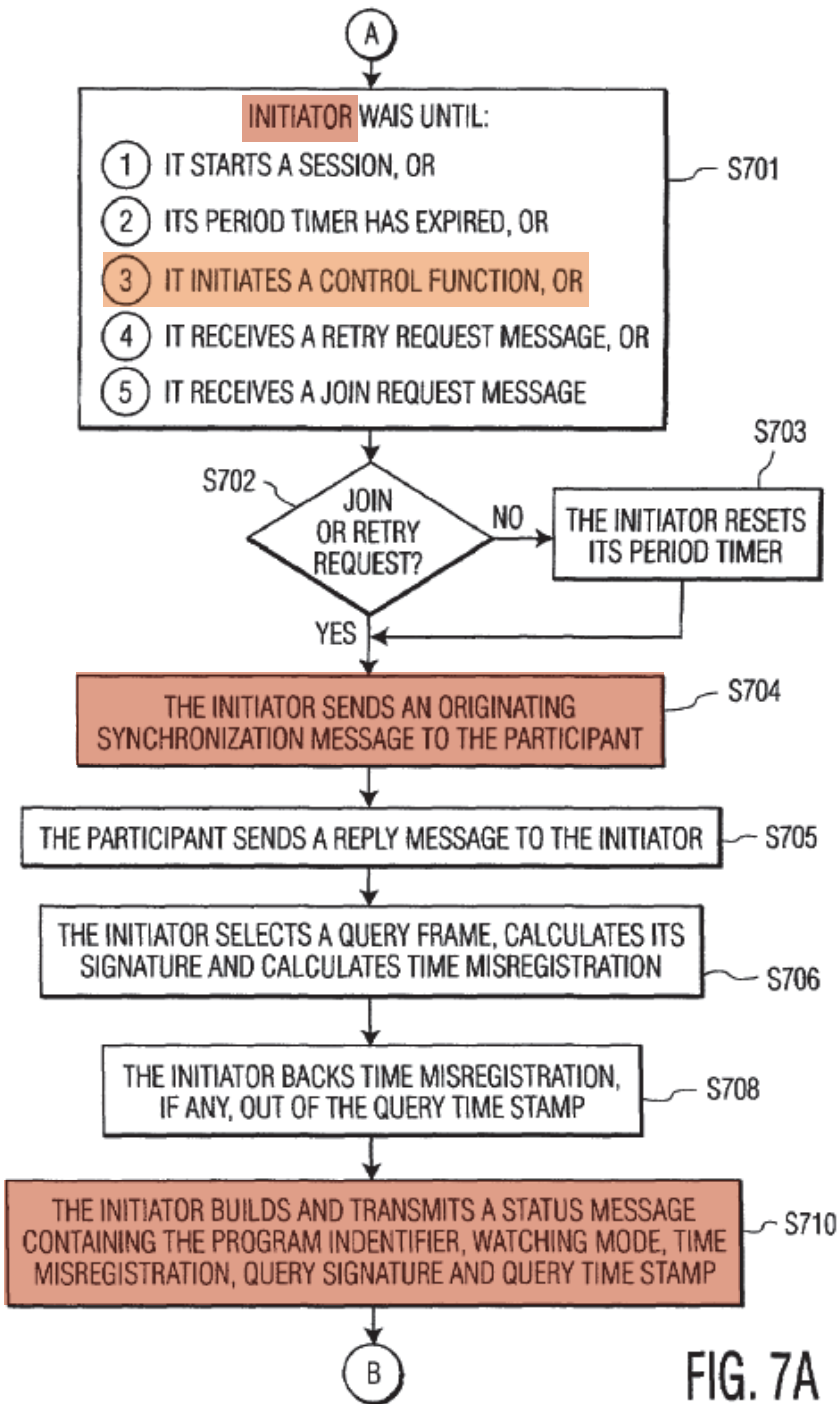 A
INITIATOR WAIS UNTIL:
1 IT STARTS A SESSION, OR
S701
2 ITS PERIOD TIMER HAS EXPIRED, OR
3 IT INITIATES A CONTROL FUNCTION, OR
4 IT RECEIVES A RETRY REQUEST MESSAGE, OR
5 IT RECEIVES A JOIN REQUEST MESSAGE
S702
JOIN
OR RETRY
REQUEST?
NO
S703
THE INITIATOR RESETS
ITS PERIOD TIMER
YES
THE INITIATOR SENDS AN ORIGINATING
SYNCHRONIZATION MESSAGE TO THE PARTICIPANT
S704
THE PARTICIPANT SENDS A REPLY MESSAGE TO THE INITIATOR
S705
THE INITIATOR SELECTS A QUERY FRAME, CALCULATES ITS
SIGNATURE AND CALCULATES TIME MISREGISTRATION
S706
THE INITIATOR BACKS TIME MISREGISTRATION,
IF ANY, OUT OF THE QUERY TIME STAMP
S708
THE INITIATOR BUILDS AND TRANSMITS A STATUS MESSAGE
CONTAINING THE PROGRAM INDENTIFIER, WATCHING MODE, TIME
MISREGISTRATION, QUERY SIGNATURE AND QUERY TIME STAMP
S710
B
FIG. 7A